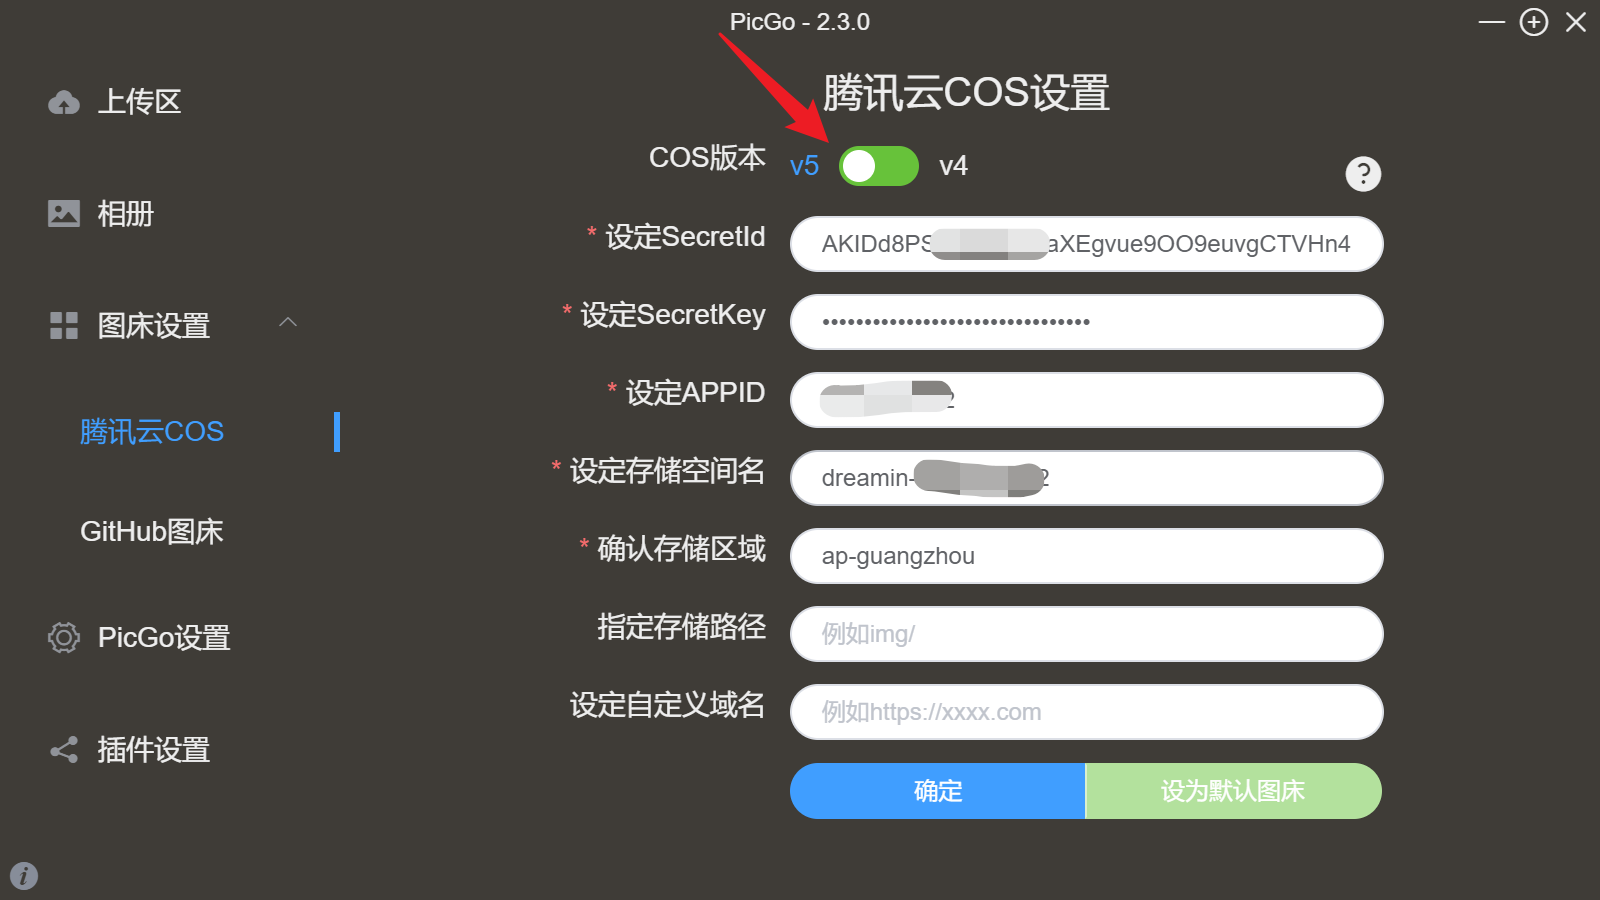 PicGo - 2.3.0
上传区
相册
图床设置
腾讯云COS
GitHub图床
PicGo设置
插件设置
腾讯云COS设置
COS版本 v5 v4
?
* 设定SecretId AKIDd8PS aXEgvue9OO9euvgCTVHn4
* 设定SecretKey
* 设定APPID 2
* 设定存储空间名 dreamin- 2
* 确认存储区域 ap-guangzhou
指定存储路径 例如img/
设定自定义域名 例如https://xxxx.com
确定 设为默认图床
i